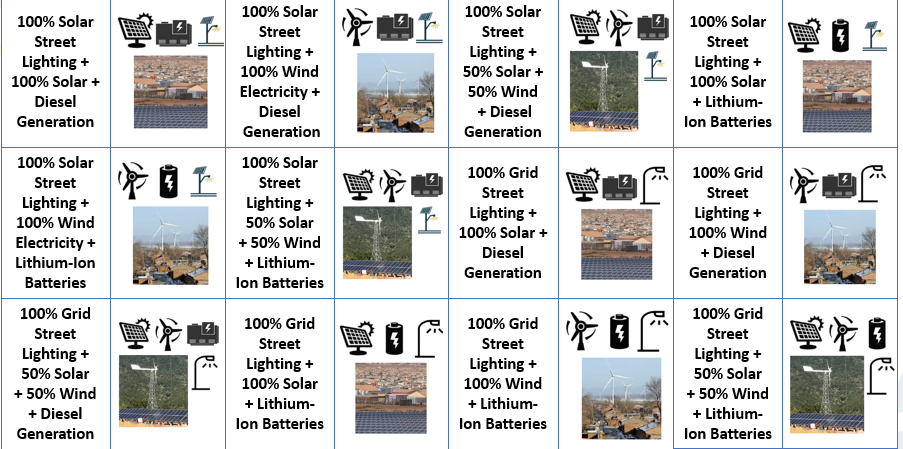 100% Solar
Street
Lighting +
100% Solar +
Diesel
Generation
100% Solar
Street
Lighting +
100% Wind
Electricity +
Diesel
Generation
100% Solar
Street
Lighting +
50% Solar +
50% Wind
+ Diesel
Generation
100% Solar
Street
Lighting +
100% Solar
+ Lithium-
Ion Batteries
100% Solar
Street
Lighting +
100% Wind
Electricity +
Lithium-Ion
Batteries
100% Solar
Street
Lighting +
50% Solar
+ 50% Wind
+ Lithium-
Ion Batteries
100% Grid
Street
Lighting +
100% Solar +
Diesel
Generation
100% Grid
Street
Lighting +
100% Wind
+ Diesel
Generation
100% Grid
Street
Lighting +
50% Solar
+ 50% Wind
+ Diesel
Generation
100% Grid
Street
Lighting +
100% Solar
+ Lithium-
Ion Batteries
100% Grid
Street
Lighting +
100% Wind
+ Lithium-
Ion Batteries
100% Grid
Street
Lighting +
50% Solar
+ 50% Wind
+ Lithium-
Ion Batteries